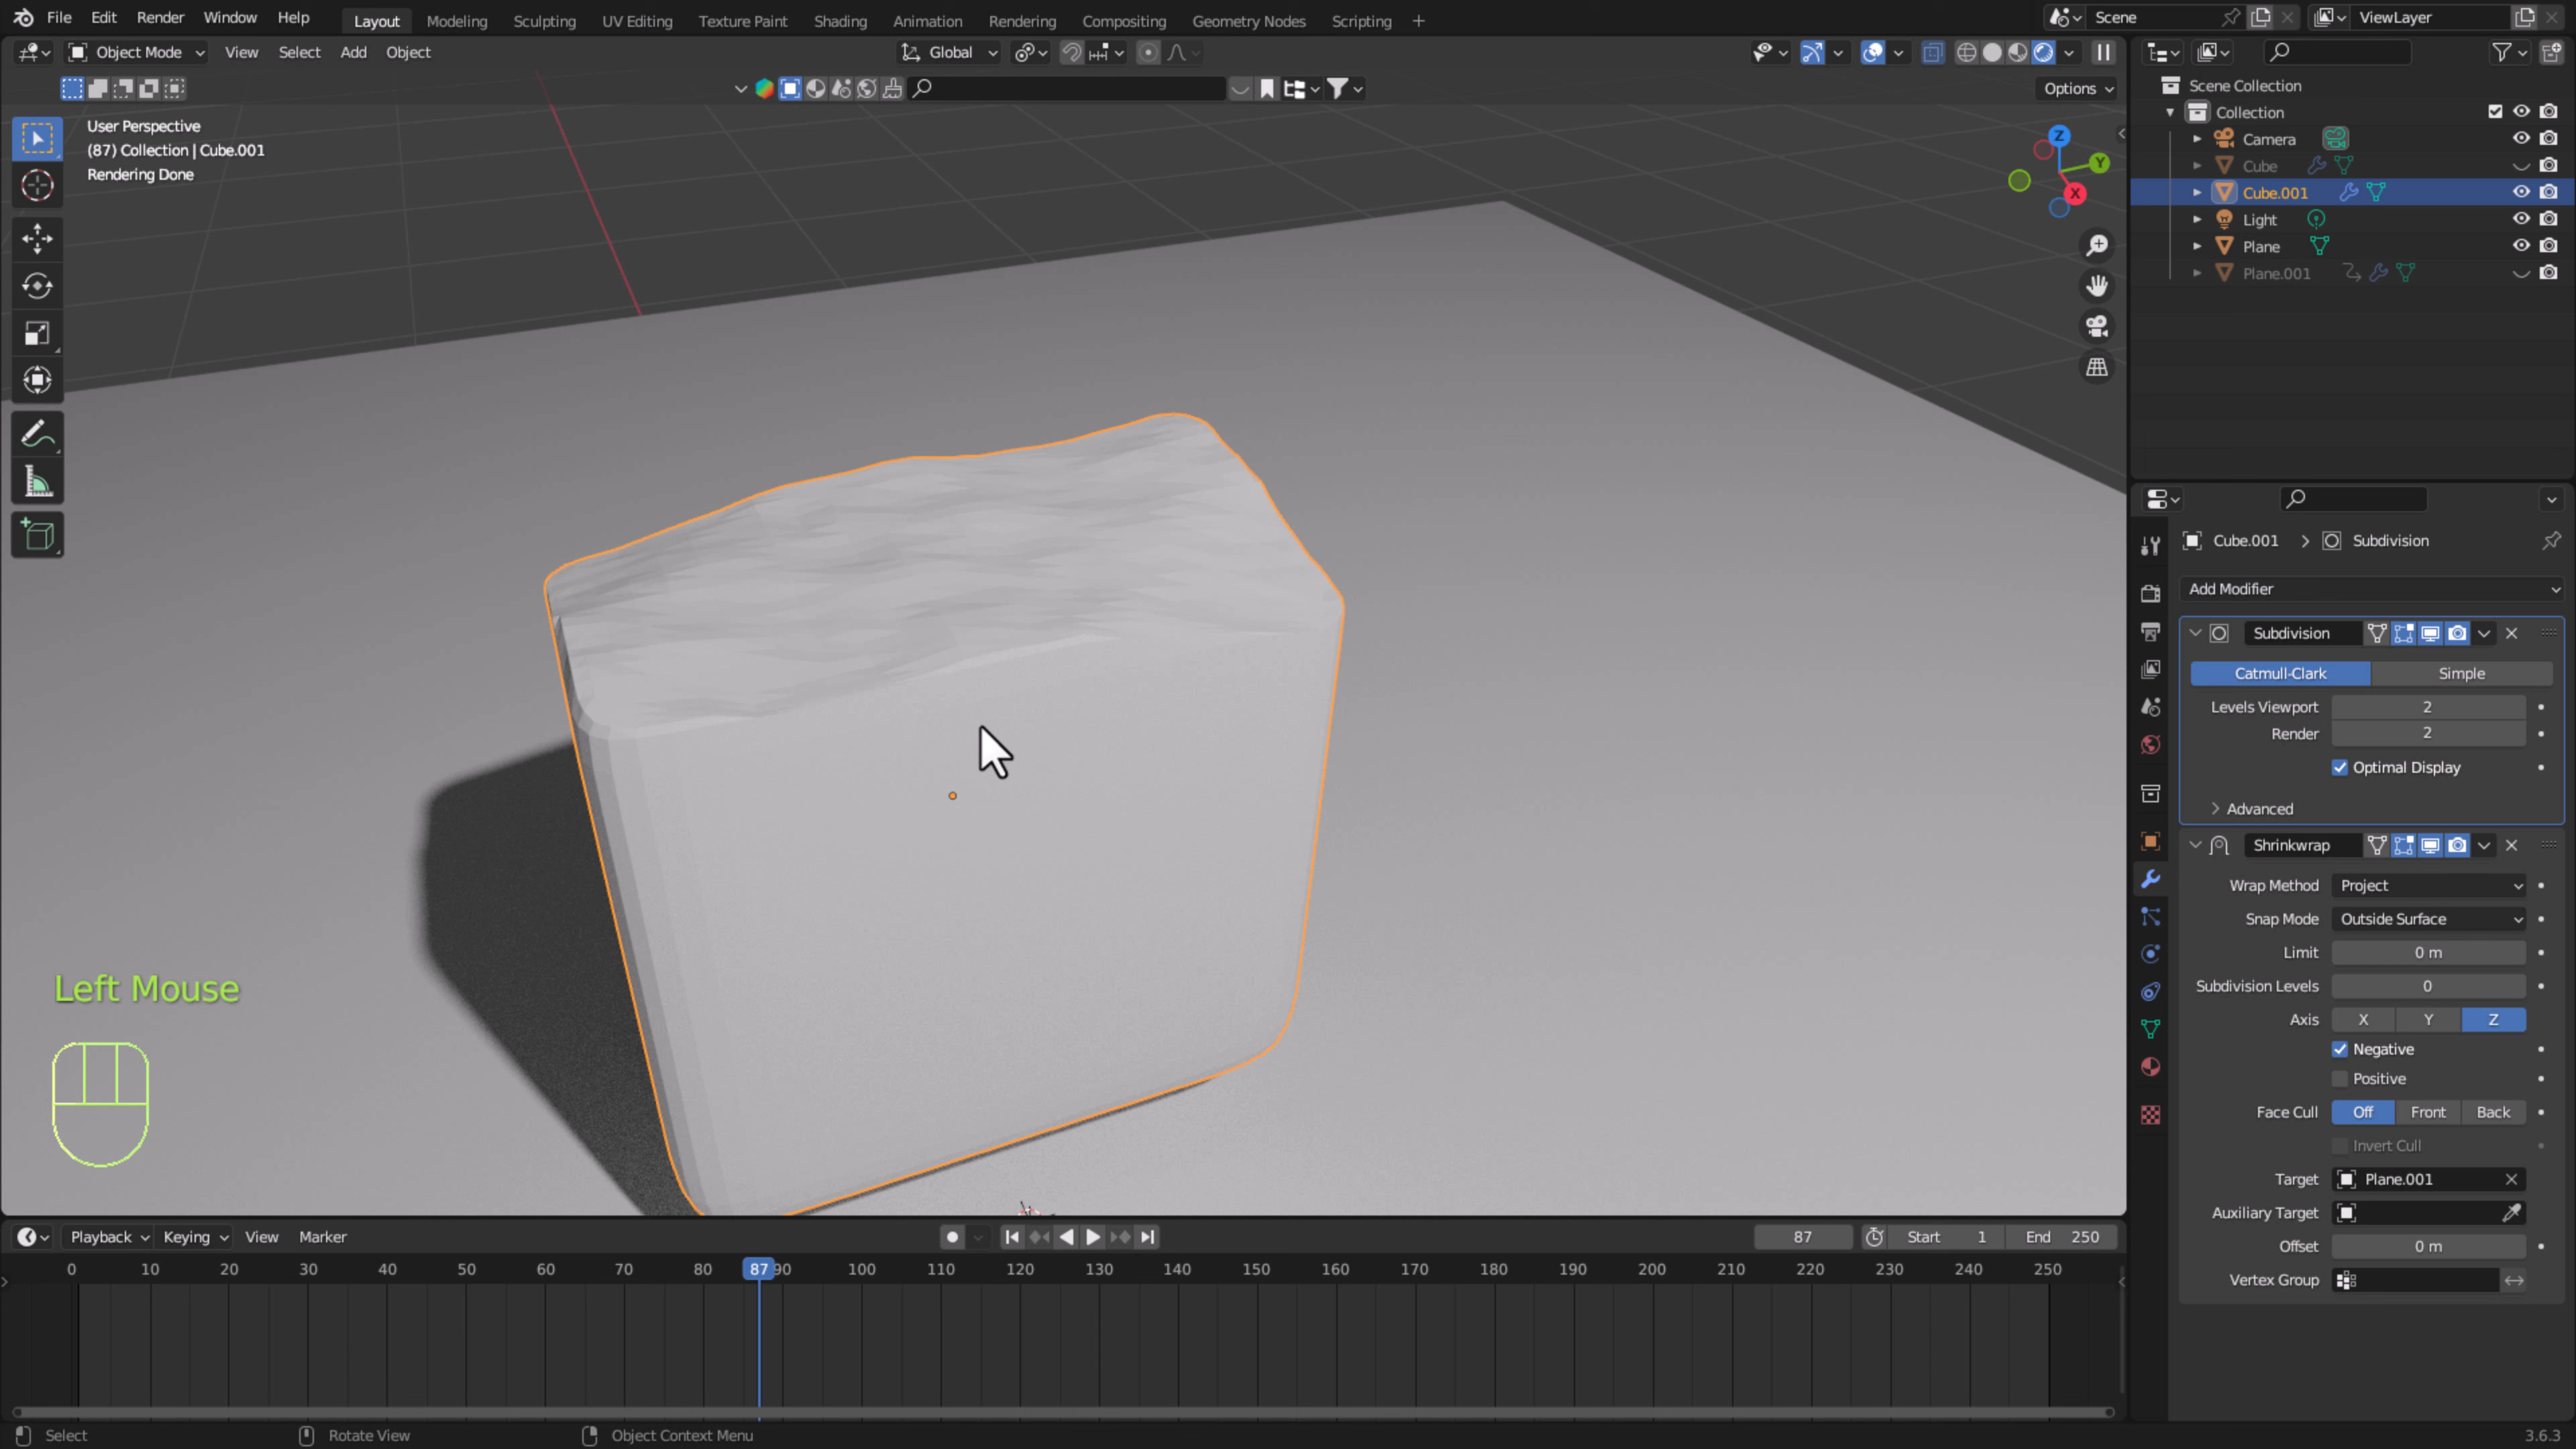 File Edit Render Window Help Layout Modeling Sculpting UV Editing Texture Paint Shading Animation Rendering Compositing Geometry Nodes Scripting + Scene ViewLayer
Object Mode View Select Add Object Global
Options
User Perspective
(87) Collection | Cube.001
Rendering Done
Z
Y
X
Left Mouse
Scene Collection
Collection
Camera
Cube
Cube.001
Light
Plane
Plane.001
Cube.001 > Subdivision
Add Modifier
Subdivision
Catmull-Clark Simple
Levels Viewport 2
Render 2
Optimal Display
Advanced
Shrinkwrap
Wrap Method Project
Snap Mode Outside Surface
Limit 0 m
Subdivision Levels 0
Axis X Y Z
Negative
Positive
Face Cull Off Front Back
Invert Cull
Target Plane.001
Auxiliary Target
Offset 0 m
Vertex Group
Playback Keying View Marker 87 Start 1 End 250
0 10 20 30 40 50 60 70 80 87 90 100 110 120 130 140 150 160 170 180 190 200 210 220 230 240 250
Select Rotate View Object Context Menu 3.6.3